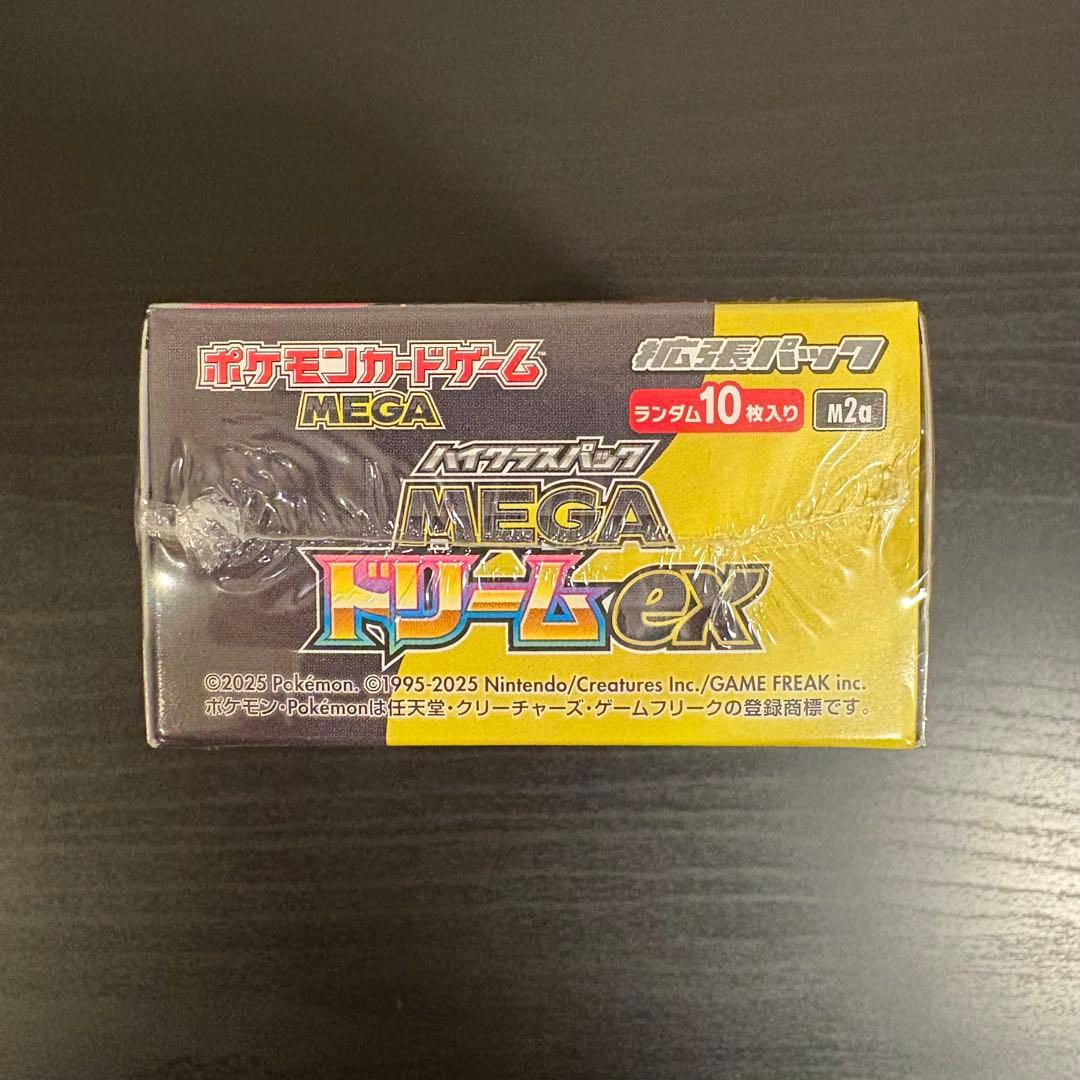 ポケモンカードゲーム™
MEGA
拡張パック
ランダム10枚入り
M2a
ハイクラスパック
MEGA
ドリームex
©2025 Pokémon. ©1995-2025 Nintendo/Creatures Inc./GAME FREAK inc.
ポケモン・Pokémonは任天堂・クリーチャーズ・ゲームフリークの登録商標です。